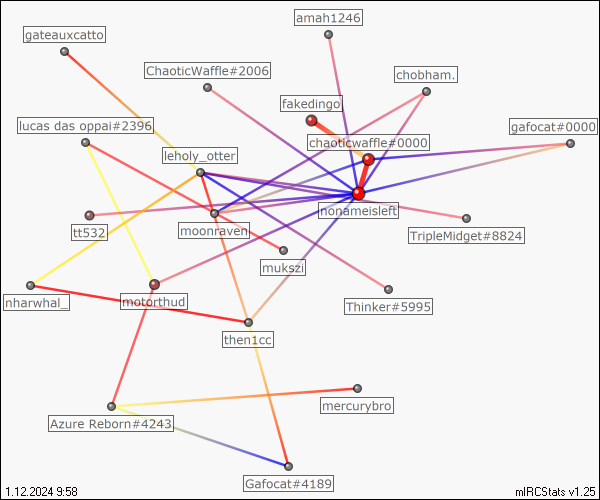 amah1246
gateauxcatto
ChaoticWaffle#2006
chobham.
fakedingo
lucas das oppai#2396
gafocat#0000
chaoticwaffle#0000
leholy_otter
nonameisleft
tt532
moonraven
TripleMidget#8824
mukszi
nharwhal_
motorthud
Thinker#5995
then1cc
mercurybro
Azure Reborn#4243
Gafocat#4189
1.12.2024 9:58
mIRCStats v1.25